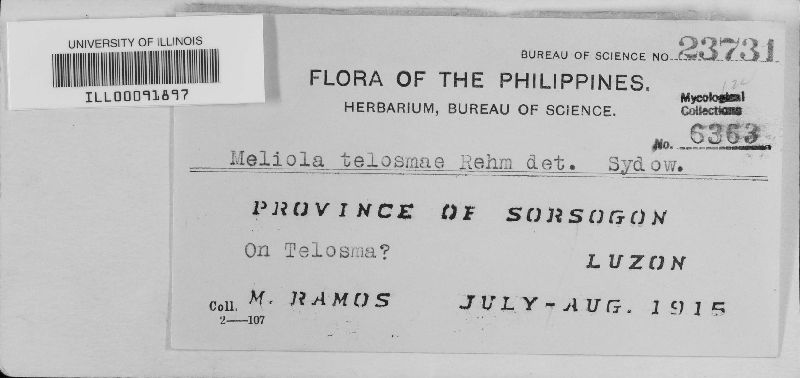 UNIVERSITY OF ILLINOIS
ILL00091897
BUREAU OF SCIENCE NO. 23731
FLORA OF THE PHILIPPINES.
HERBARIUM, BUREAU OF SCIENCE.
Mycological
Collections
No. 6363
Meliola telosmae Rehm det. Sydow.
PROVINCE OF SORSOGON
On Telosma?
LUZON
Coll. M. RAMOS JULY-AUG. 1915
2—107